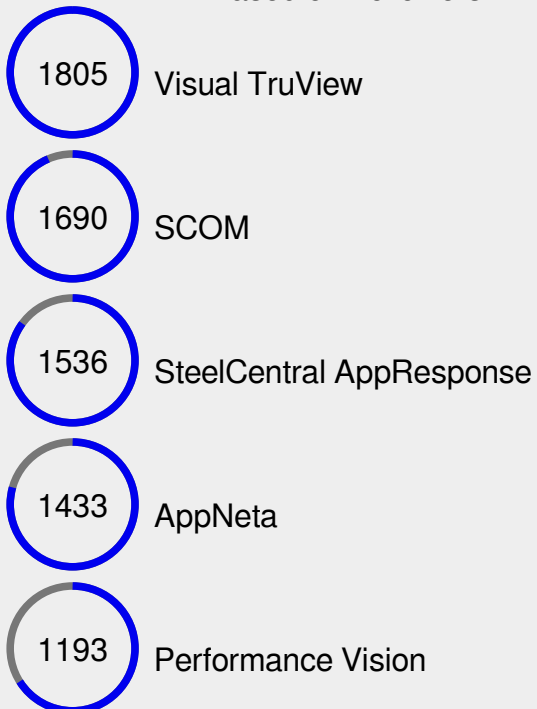 1805 Visual TruView
1690 SCOM
1536 SteelCentral AppResponse
1433 AppNeta
1193 Performance Vision